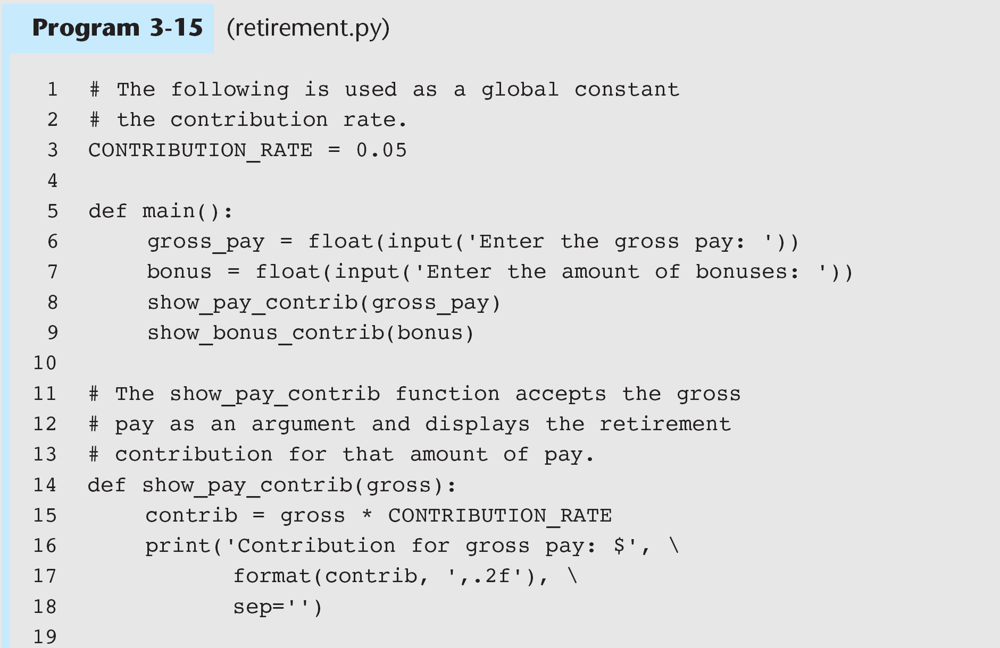 Program 3-15 (retirement.py)
1 # The following is used as a global constant
2 # the contribution rate.
3 CONTRIBUTION_RATE = 0.05
4
5 def main():
6     gross_pay = float(input('Enter the gross pay: '))
7     bonus = float(input('Enter the amount of bonuses: '))
8     show_pay_contrib(gross_pay)
9     show_bonus_contrib(bonus)
10
11 # The show_pay_contrib function accepts the gross
12 # pay as an argument and displays the retirement
13 # contribution for that amount of pay.
14 def show_pay_contrib(gross):
15     contrib = gross * CONTRIBUTION_RATE
16     print('Contribution for gross pay: $', \
17           format(contrib, ',.2f'), \
18           sep='')
19